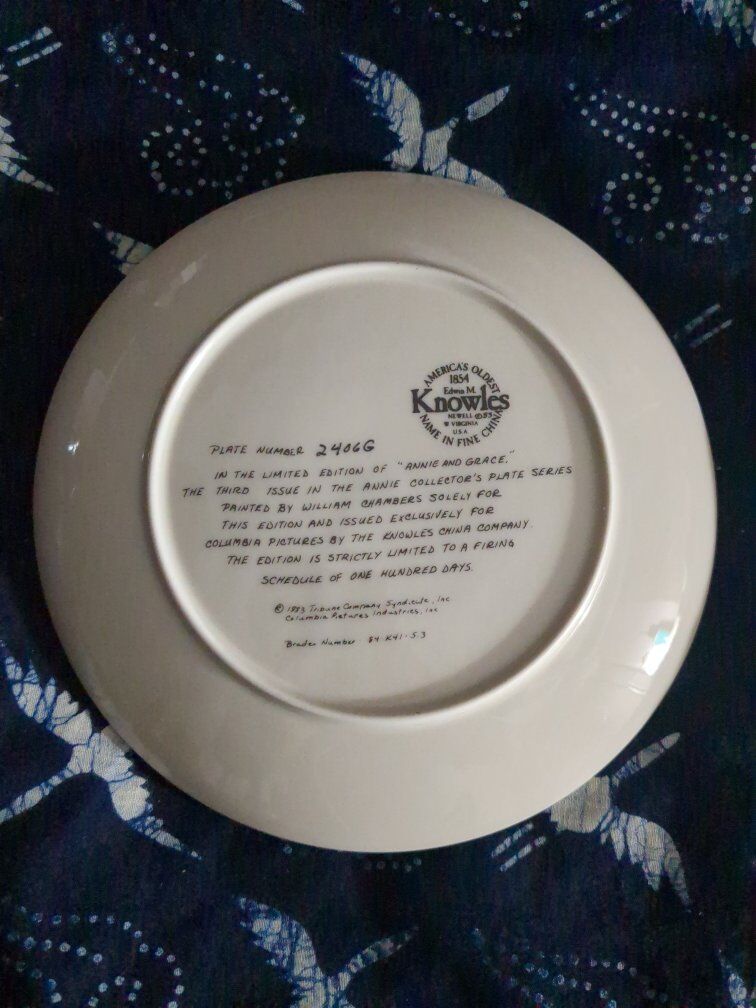 AMERICA'S OLDEST
1854
Edwin M.
Knowles
NEWELL ©83
W VIRGINIA
U.S.A
NAME IN FINE CHINA
PLATE NUMBER 2406G
IN THE LIMITED EDITION OF "ANNIE AND GRACE,"
THE THIRD ISSUE IN THE ANNIE COLLECTOR'S PLATE SERIES
PAINTED BY WILLIAM CHAMBERS SOLELY FOR
THIS EDITION AND ISSUED EXCLUSIVELY FOR
COLUMBIA PICTURES BY THE KNOWLES CHINA COMPANY.
THE EDITION IS STRICTLY LIMITED TO A FIRING
SCHEDULE OF ONE HUNDRED DAYS.
© 1983 Tribune Company Syndicate, Inc
Columbia Pictures Industries, Inc
Bradex Number 84-K41-5.3